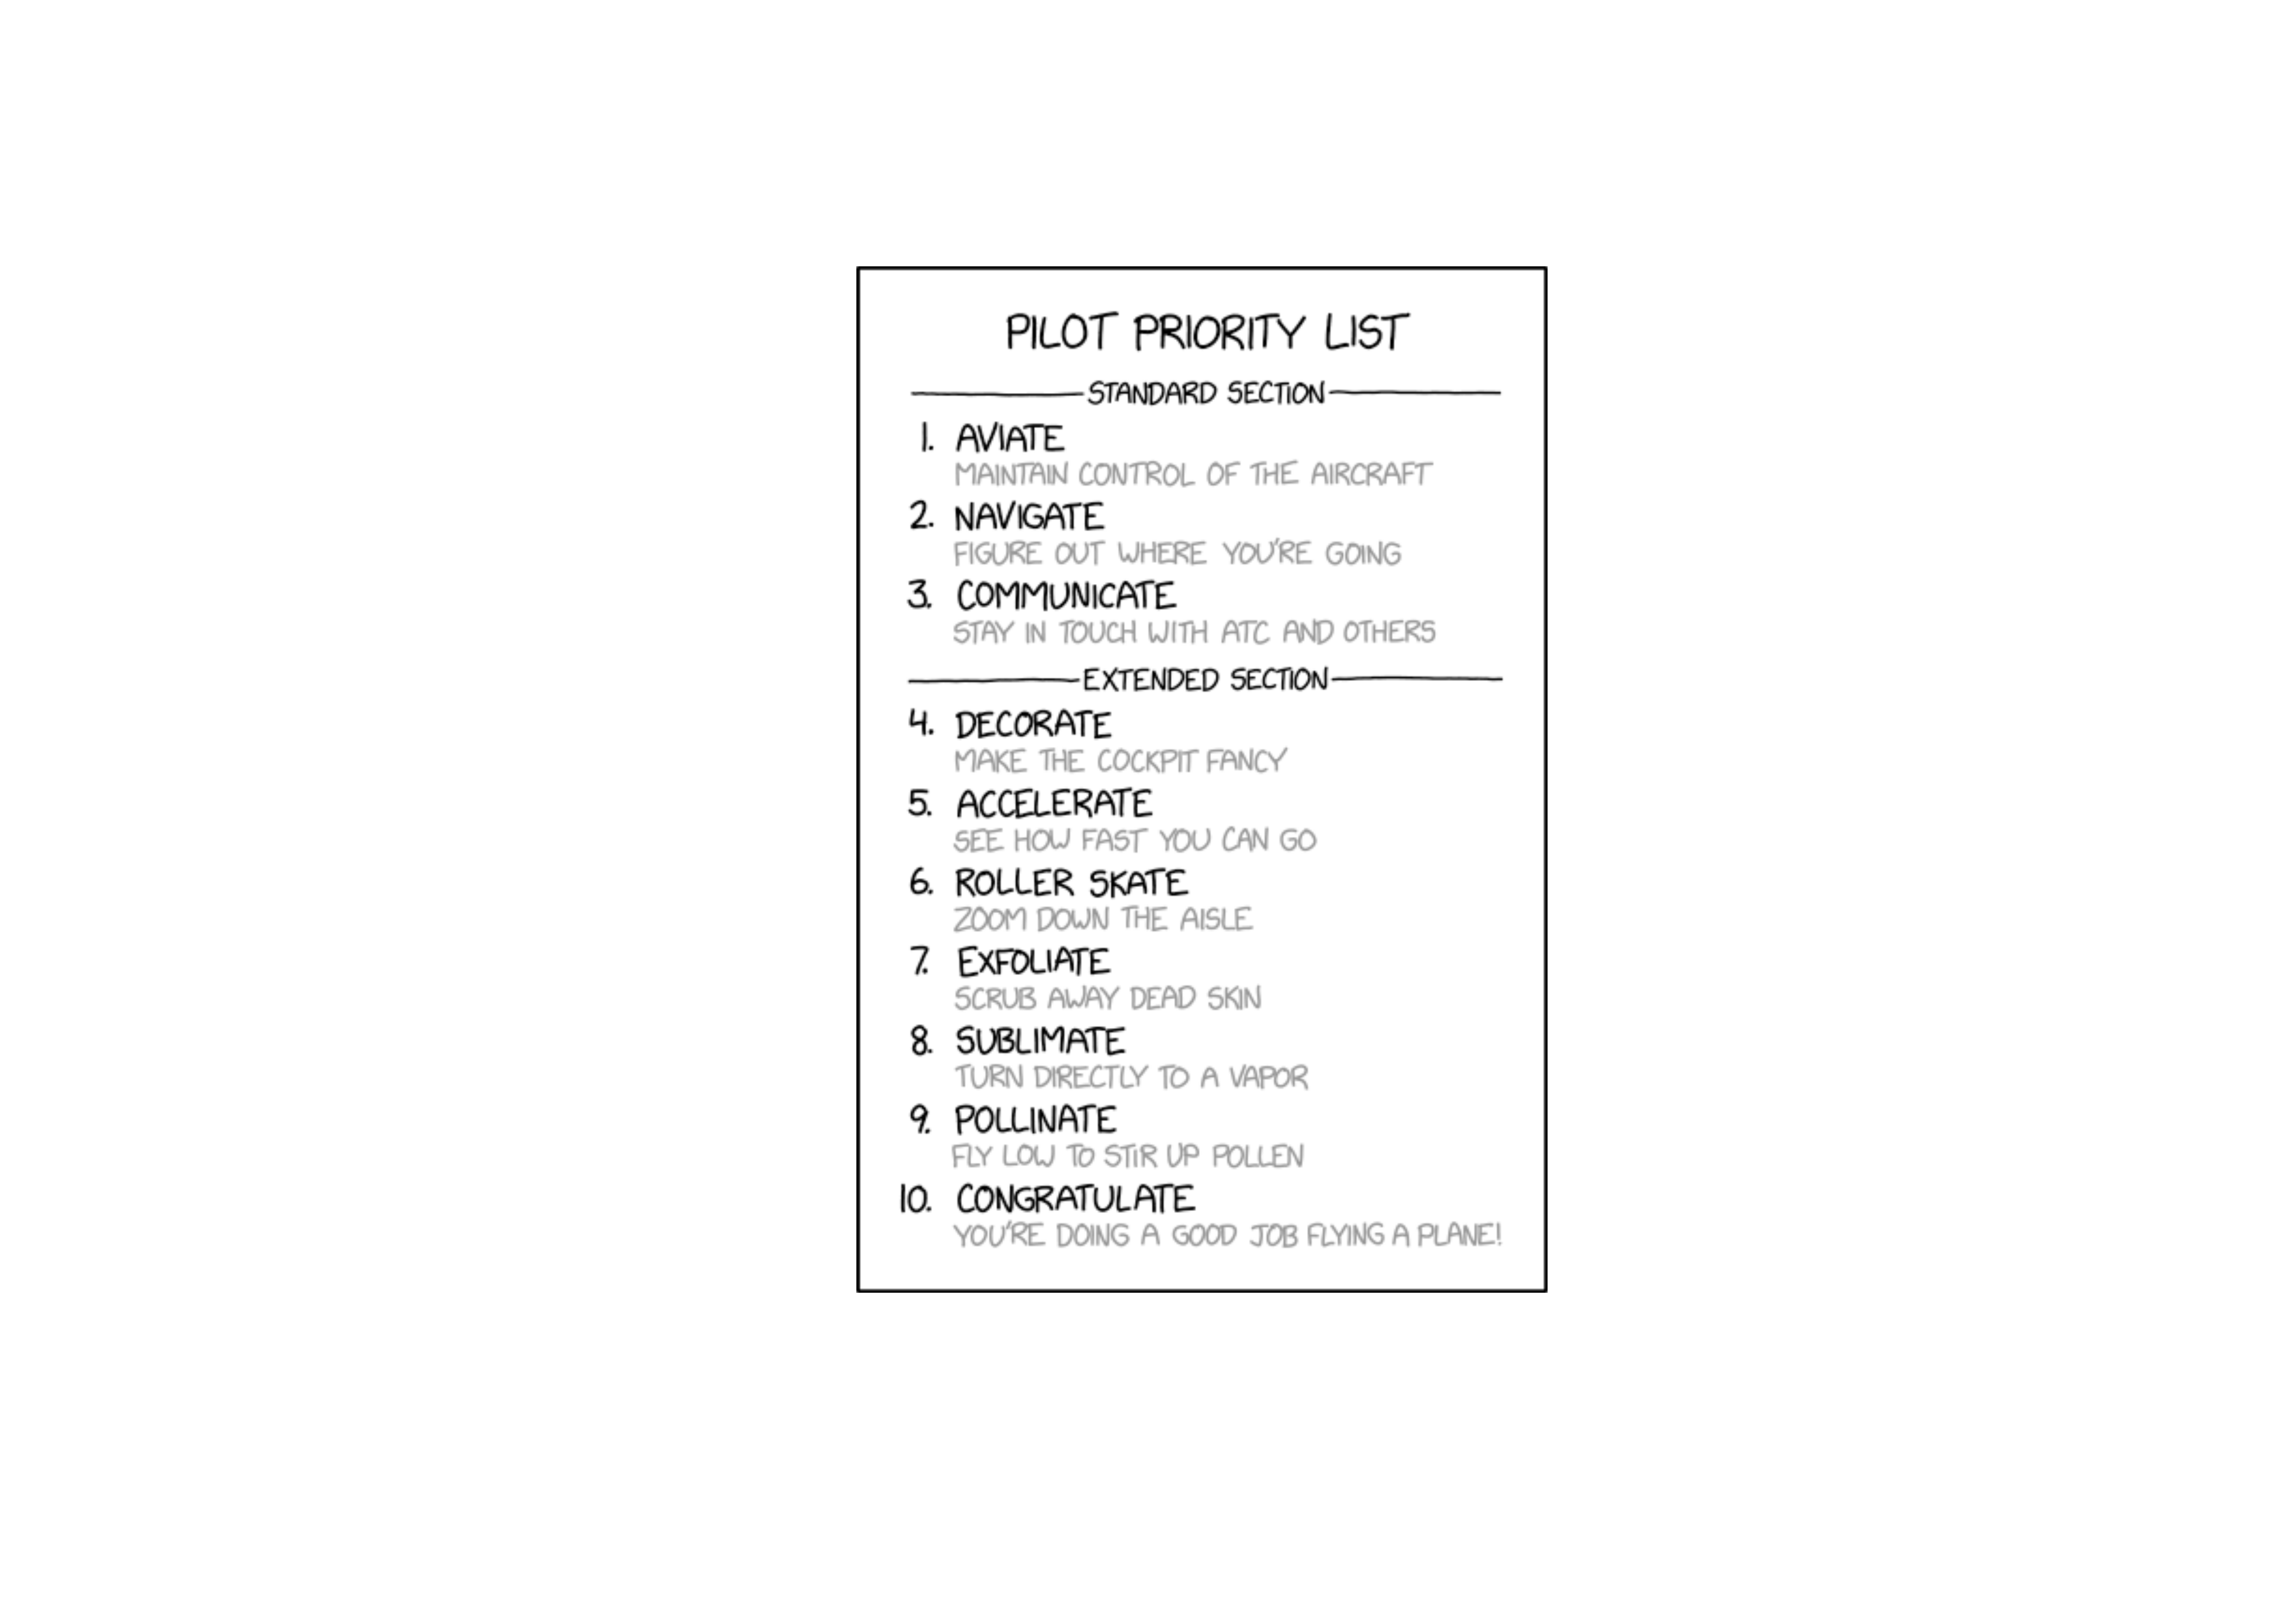 PILOT PRIORITY LIST
STANDARD SECTION
1. AVIATE
MAINTAIN CONTROL OF THE AIRCRAFT
2. NAVIGATE
FIGURE OUT WHERE YOU'RE GOING
3. COMMUNICATE
STAY IN TOUCH WITH ATC AND OTHERS
EXTENDED SECTION
4. DECORATE
MAKE THE COCKPIT FANCY
5. ACCELERATE
SEE HOW FAST YOU CAN GO
6. ROLLER SKATE
ZOOM DOWN THE AISLE
7. EXFOLIATE
SCRUB AWAY DEAD SKIN
8. SUBLIMATE
TURN DIRECTLY TO A VAPOR
9. POLLINATE
FLY LOW TO STIR UP POLLEN
10. CONGRATULATE
YOU'RE DOING A GOOD JOB FLYING A PLANE!